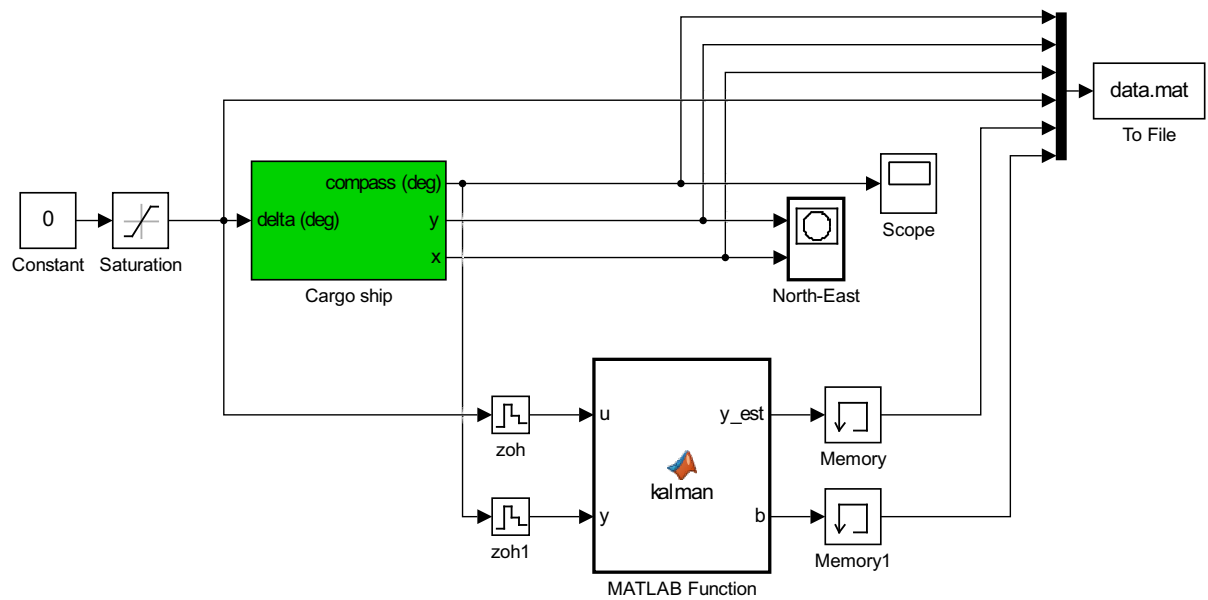 data.mat
To File
compass (deg)
0
delta (deg)
y
x
Constant
Saturation
Scope
Cargo ship
North-East
u
y_est
zoh
Memory
kalman
y
b
zoh1
Memory1
MATLAB Function